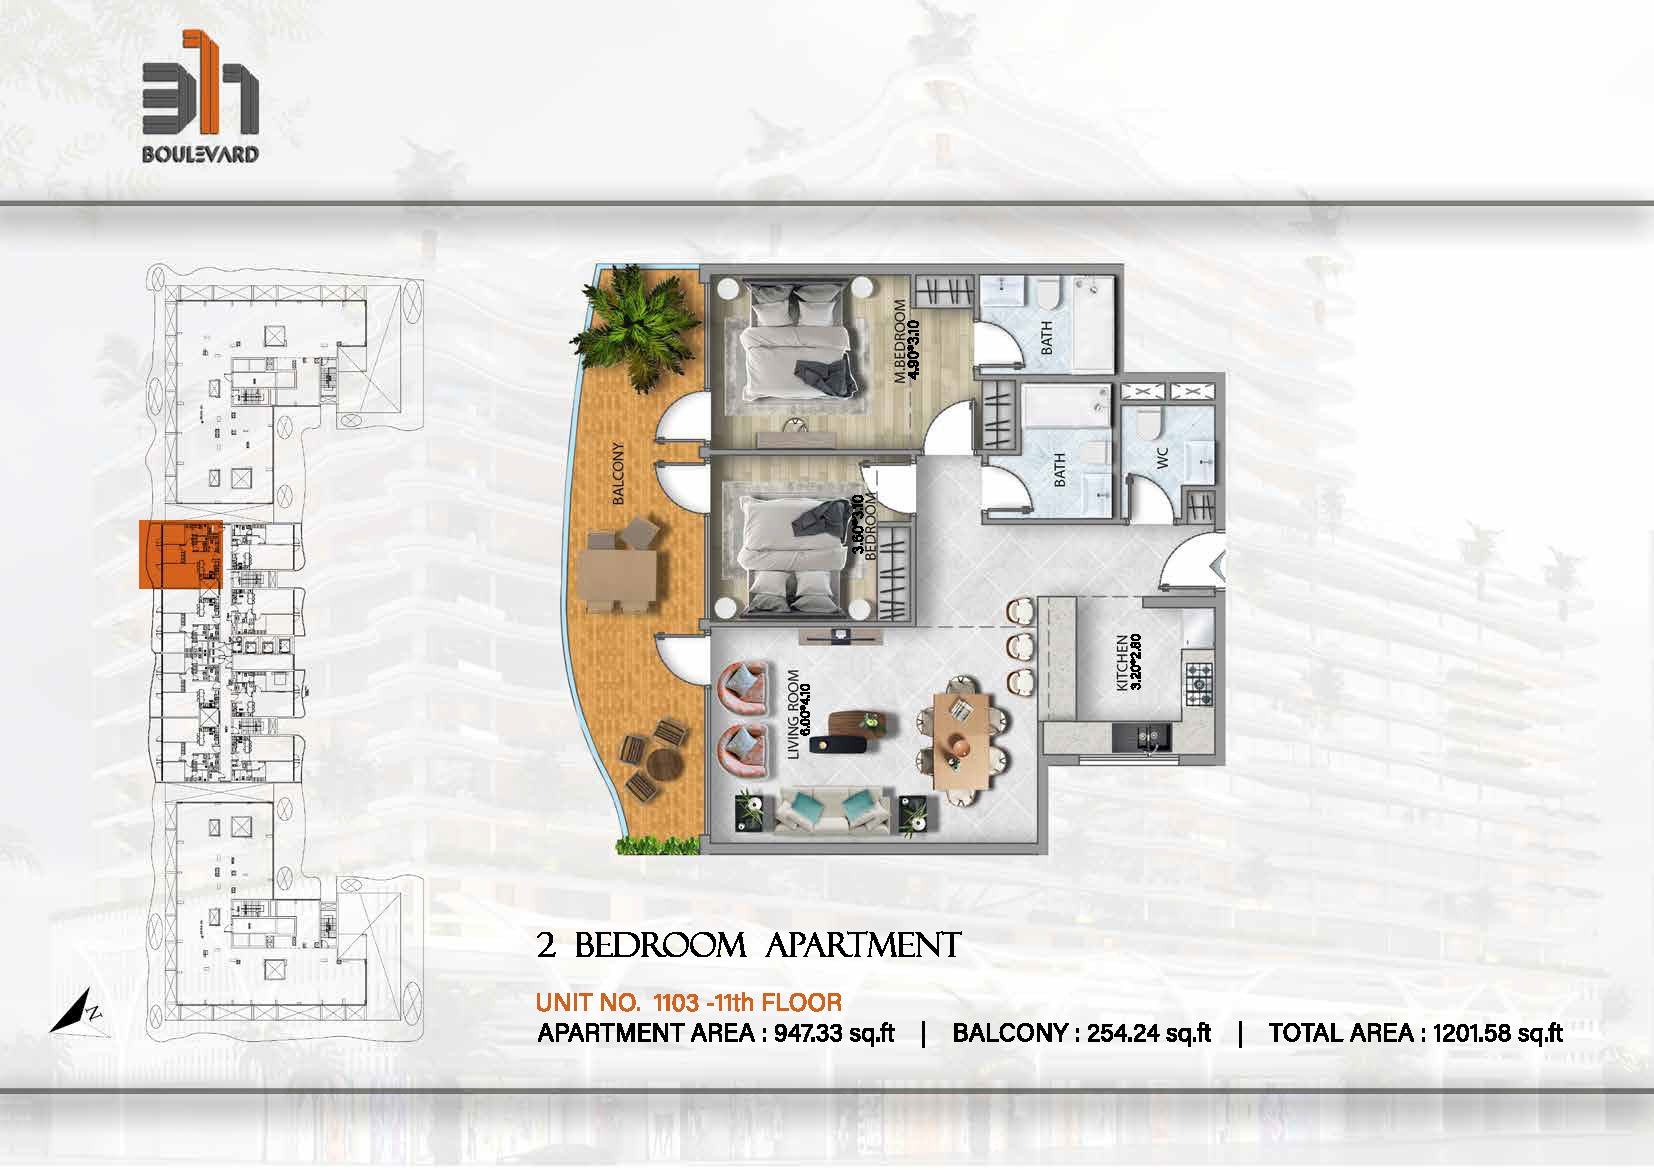 311
BOULEVARD
M.BEDROOM
4.90*3.10
BATH
BALCONY
3.60*3.10
BEDROOM
BATH
WC
LIVING ROOM
6.00*4.10
KITCHEN
3.20*2.80
N
2 BEDROOM APARTMENT
UNIT NO. 1103 -11th FLOOR
APARTMENT AREA : 947.33 sq.ft | BALCONY : 254.24 sq.ft | TOTAL AREA : 1201.58 sq.ft